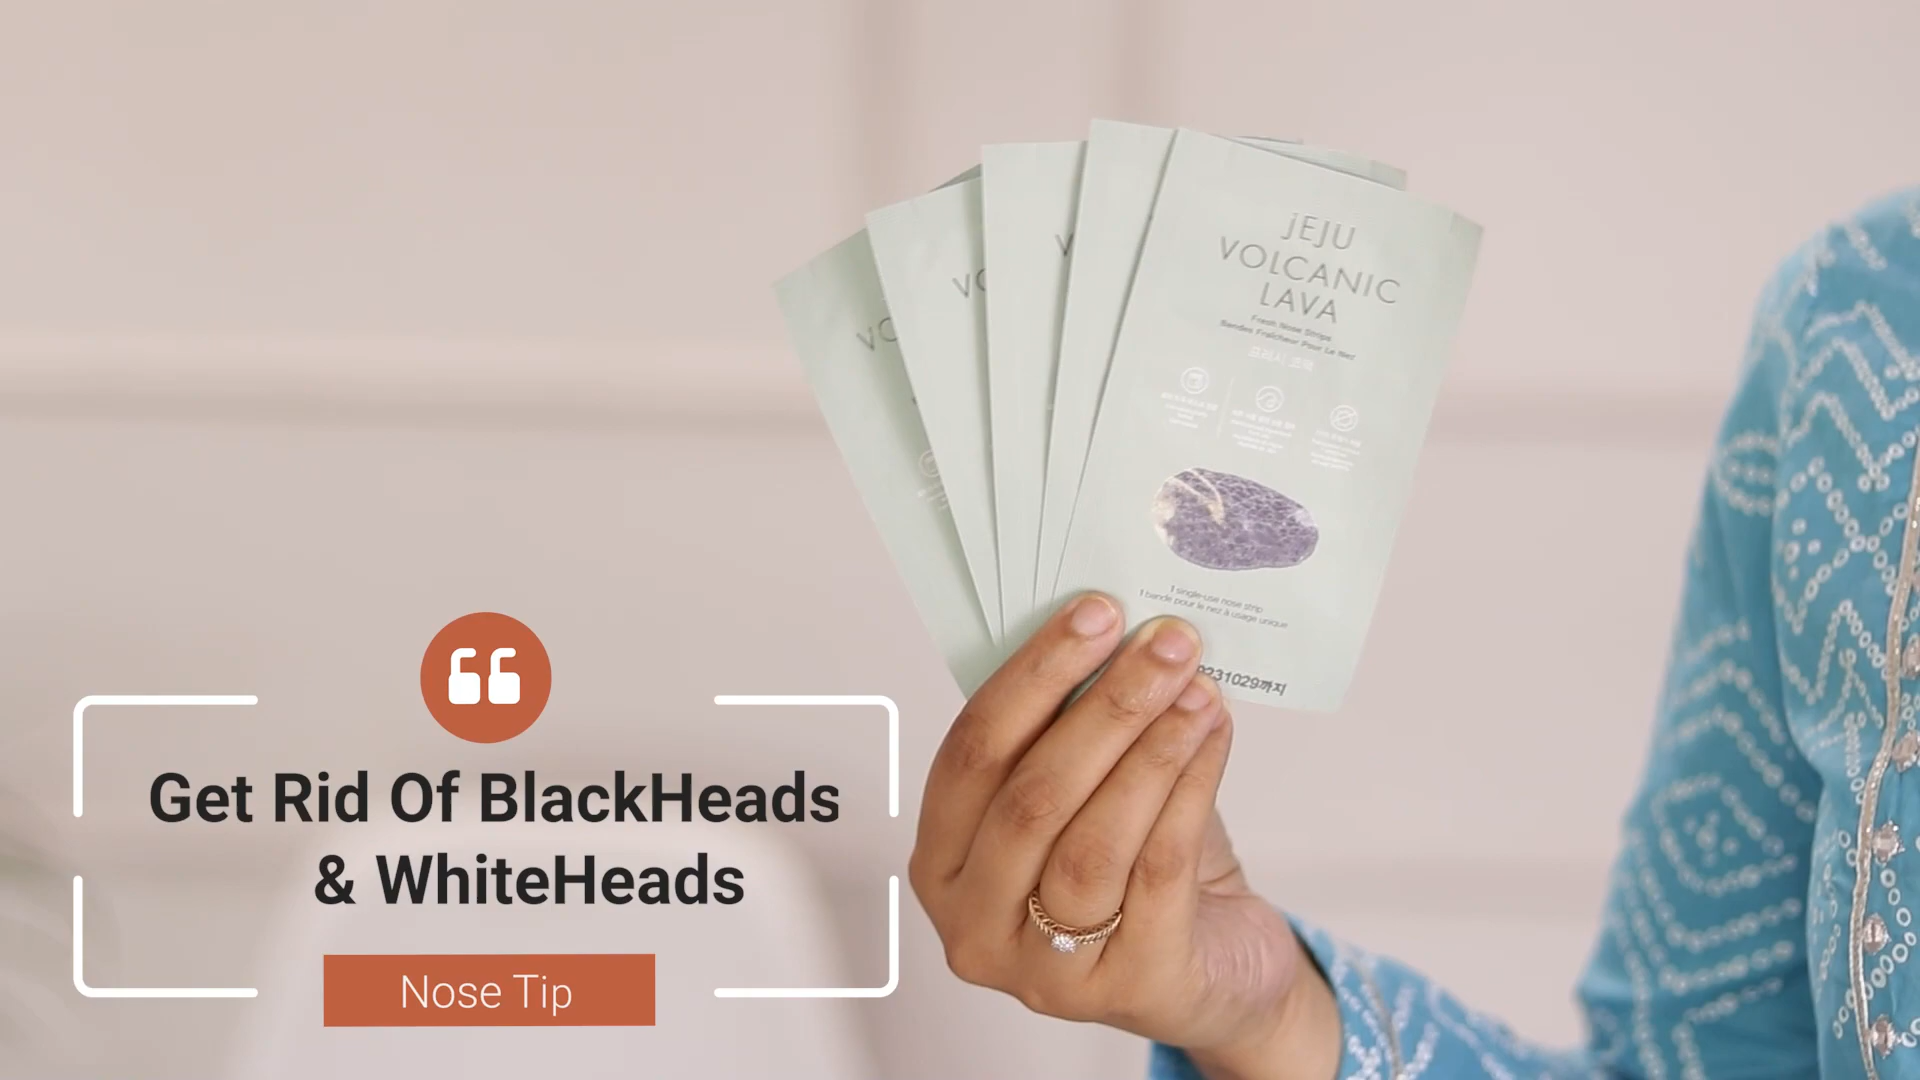 JEJU
VOLCANIC
LAVA
Fresh Nose Strips
Bandes Fraîcheur Pour Le Nez
VO
VO
V
1 single-use nose strip
1 bande pour le nez à usage unique
231029까지
Get Rid Of BlackHeads
& WhiteHeads
Nose Tip